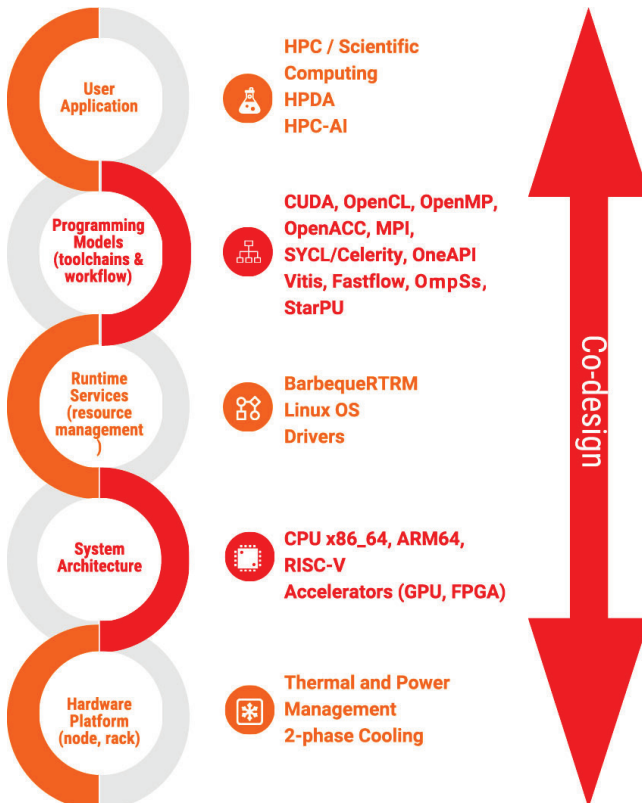 User
Application
HPC / Scientific
Computing
HPDA
HPC-AI
Programming
Models
(toolchains &
workflow)
CUDA, OpenCL, OpenMP,
OpenACC, MPI,
SYCL/Celerity, OneAPI
Vitis, Fastflow, OmpSs,
StarPU
Runtime
Services
(resource
management
)
BarbequeRTRM
Linux OS
Drivers
System
Architecture
CPU x86_64, ARM64,
RISC-V
Accelerators (GPU, FPGA)
Hardware
Platform
(node, rack)
Thermal and Power
Management
2-phase Cooling
Co-design